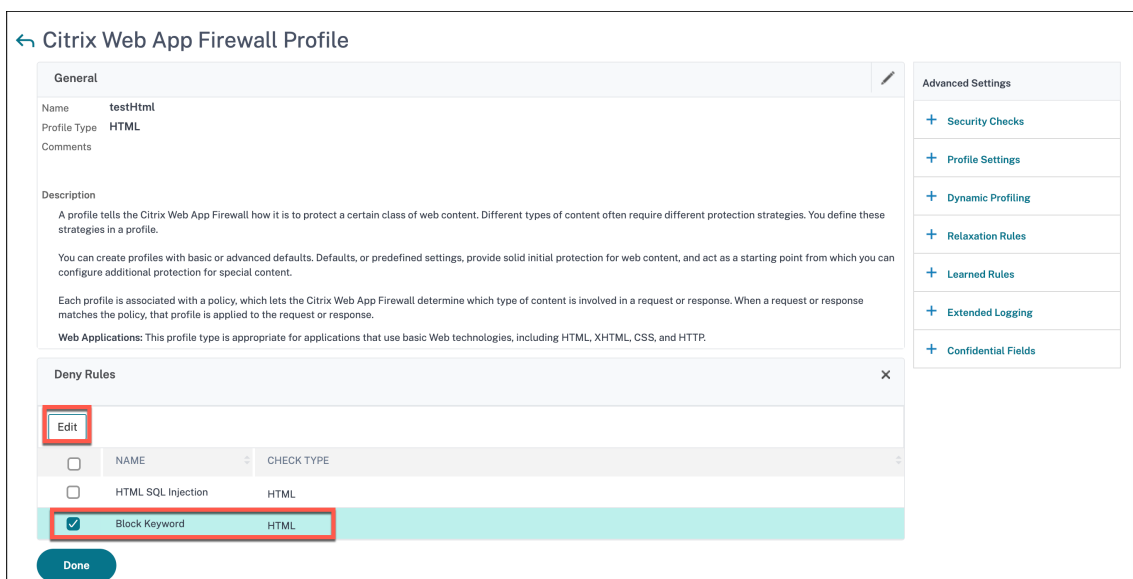 Citrix Web App Firewall Profile
General
Name testHtml
Profile Type HTML
Comments
Description
A profile tells the Citrix Web App Firewall how it is to protect a certain class of web content. Different types of content often require different protection strategies. You define these
strategies in a profile.
You can create profiles with basic or advanced defaults. Defaults, or predefined settings, provide solid initial protection for web content, and act as a starting point from which you can
configure additional protection for special content.
Each profile is associated with a policy, which lets the Citrix Web App Firewall determine which type of content is involved in a request or response. When a request or response
matches the policy, that profile is applied to the request or response.
Web Applications: This profile type is appropriate for applications that use basic Web technologies, including HTML, XHTML, CSS, and HTTP.
Deny Rules
Edit
NAME CHECK TYPE
HTML SQL Injection HTML
Block Keyword HTML
Done
Advanced Settings
Security Checks
Profile Settings
Dynamic Profiling
Relaxation Rules
Learned Rules
Extended Logging
Confidential Fields